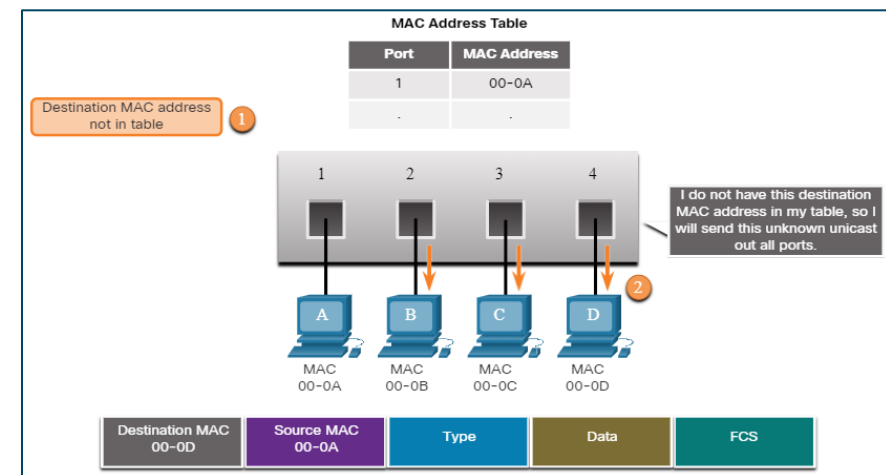 MAC Address Table
Port MAC Address
1 00-0A
. .
Destination MAC address
not in table
1
1 2 3 4
I do not have this destination
MAC address in my table, so I
will send this unknown unicast
out all ports.
2
A B C D
MAC MAC MAC MAC
00-0A 00-0B 00-0C 00-0D
Destination MAC
00-0D
Source MAC
00-0A
Type
Data
FCS